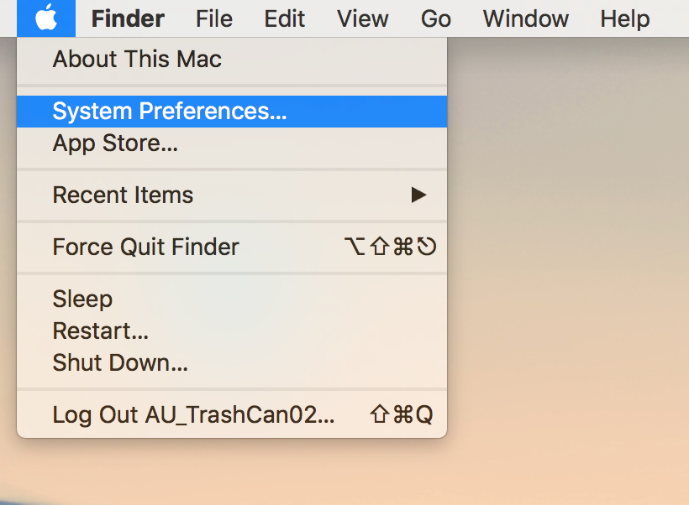 Finder File Edit View Go Window Help
About This Mac
System Preferences...
App Store...
Recent Items ▶
Force Quit Finder ⌥⇧⌘⎋
Sleep
Restart...
Shut Down...
Log Out AU_TrashCan02... ⇧⌘Q